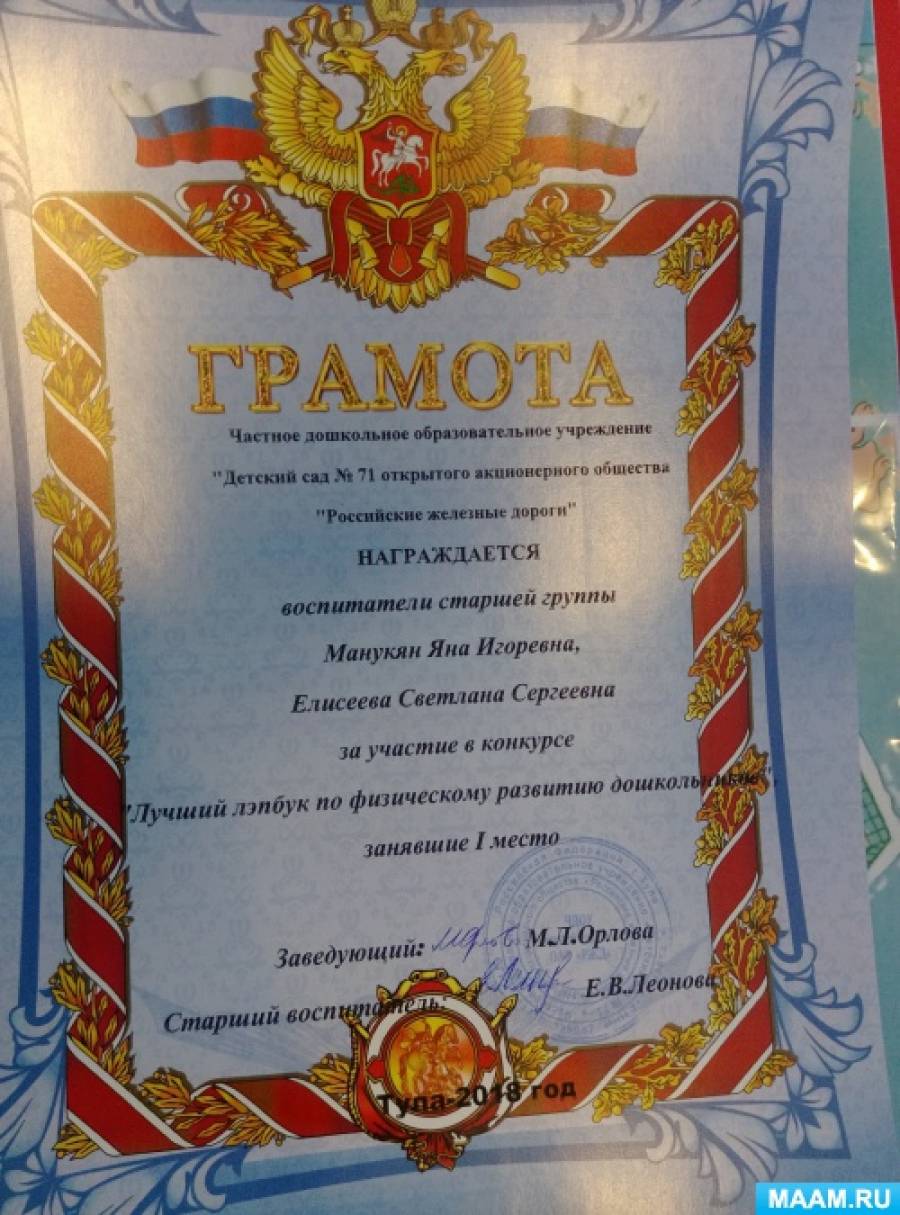 ГРАМОТА
Частное дошкольное образовательное учреждение
"Детский сад № 71 открытого акционерного общества
"Российские железные дороги"
НАГРАЖДАЕТСЯ
воспитатели старшей группы
Манукян Яна Игоревна,
Елисеева Светлана Сергеевна
за участие в конкурсе
"Лучший лэпбук по физическому развитию дошкольников",
занявшие I место
Заведующий: М.Л.Орлова
Старший воспитатель: Е.В.Леонова
Тула-2018 год
MAAM.RU